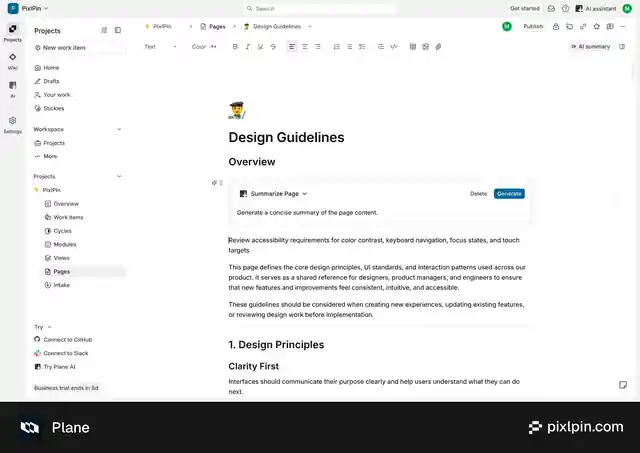 PixlPin
Search
Get started
AI assistant
M
Projects
Wiki
AI
Settings
Projects
New work item
Home
Drafts
Your work
Stickies
Workspace
Projects
More
Projects
PixlPin
Overview
Work items
Cycles
Modules
Views
Pages
Intake
Try
Connect to GitHub
Connect to Slack
Try Plane AI
Business trial ends in 8d
PixlPin > Pages > Design Guidelines
M
Publish
Text
Color
AI summary
Design Guidelines
Overview
Summarize Page
Delete
Generate
Generate a concise summary of the page content.
Review accessibility requirements for color contrast, keyboard navigation, focus states, and touch
targets
This page defines the core design principles, UI standards, and interaction patterns used across our
product. It serves as a shared reference for designers, product managers, and engineers to ensure
that new features and improvements feel consistent, intuitive, and accessible.
These guidelines should be considered when creating new experiences, updating existing features,
or reviewing design work before implementation.
1. Design Principles
Clarity First
Interfaces should communicate their purpose clearly and help users understand what they can do
next.
Plane
pixlpin.com